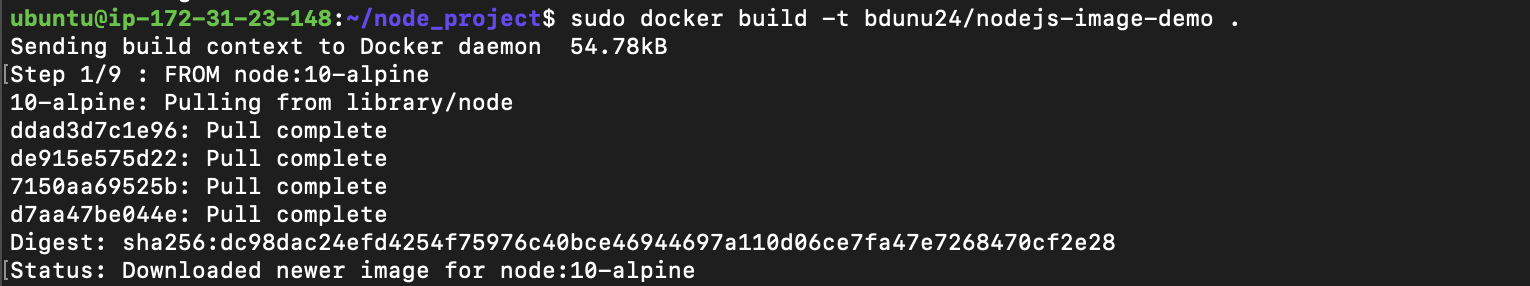 ubuntu@ip-172-31-23-148:~/node_project$ sudo docker build -t bdunu24/nodejs-image-demo .
Sending build context to Docker daemon  54.78kB
[Step 1/9 : FROM node:10-alpine
10-alpine: Pulling from library/node
ddad3d7c1e96: Pull complete
de915e575d22: Pull complete
7150aa69525b: Pull complete
d7aa47be044e: Pull complete
Digest: sha256:dc98dac24efd4254f75976c40bce46944697a110d06ce7fa47e7268470cf2e28
[Status: Downloaded newer image for node:10-alpine